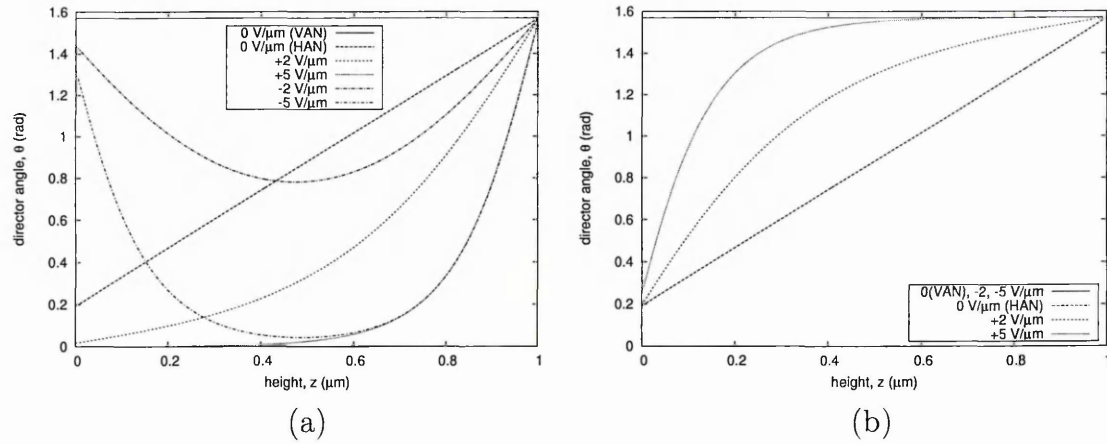 1.6
1.4
1.2
1
0.8
0.6
0.4
0.2
0
director angle, θ (rad)
0 V/μm (VAN)
0 V/μm (HAN)
+2 V/μm
+5 V/μm
-2 V/μm
-5 V/μm
0 0.2 0.4 0.6 0.8 1
height, z (μm)
(a)
1.6
1.4
1.2
1
0.8
0.6
0.4
0.2
0
director angle, θ (rad)
0(VAN), -2, -5 V/μm
0 V/μm (HAN)
+2 V/μm
+5 V/μm
0 0.2 0.4 0.6 0.8 1
height, z (μm)
(b)